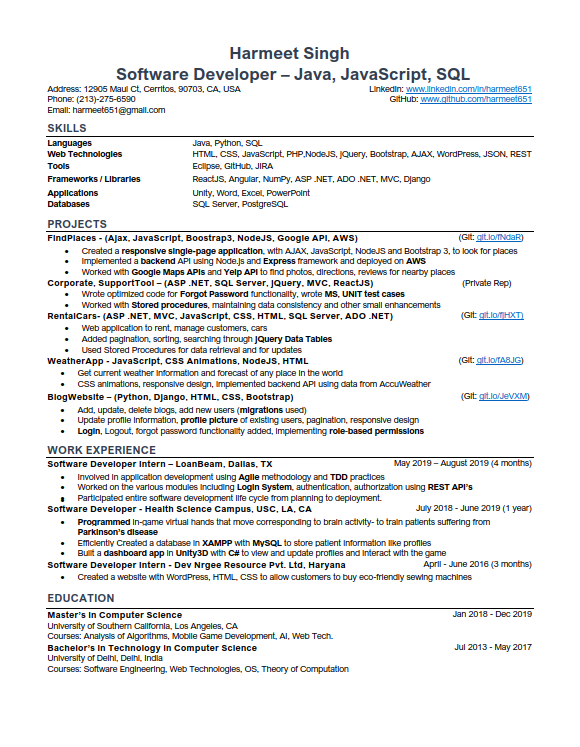 Harmeet Singh
Software Developer – Java, JavaScript, SQL
Address: 12905 Maul Ct, Cerritos, 90703, CA, USA LinkedIn: www.linkedin.com/in/harmeet651
Phone: (213)-275-6590 GitHub: www.github.com/harmeet651
Email: harmeet651@gmail.com
SKILLS
Languages Java, Python, SQL
Web Technologies HTML, CSS, JavaScript, PHP,NodeJS, jQuery, Bootstrap, AJAX, WordPress, JSON, REST
Tools Eclipse, GitHub, JIRA
Frameworks / Libraries ReactJS, Angular, NumPy, ASP .NET, ADO .NET, MVC, Django
Applications Unity, Word, Excel, PowerPoint
Databases SQL Server, PostgreSQL
PROJECTS
FindPlaces - (Ajax, JavaScript, Boostrap3, NodeJS, Google API, AWS) (Git: git.io/fNdaR)
• Created a responsive single-page application, with AJAX, JavaScript, NodeJS and Bootstrap 3, to look for places
• Implemented a backend API using Node.js and Express framework and deployed on AWS
• Worked with Google Maps APIs and Yelp API to find photos, directions, reviews for nearby places
Corporate, SupportTool – (ASP .NET, SQL Server, jQuery, MVC, ReactJS) (Private Rep)
• Wrote optimized code for Forgot Password functionality, wrote MS, UNIT test cases
• Worked with Stored procedures, maintaining data consistency and other small enhancements
RentalCars- (ASP .NET, MVC, JavaScript, CSS, HTML, SQL Server, ADO .NET) (Git: git.io/fjHXT)
• Web application to rent, manage customers, cars
• Added pagination, sorting, searching through jQuery Data Tables
• Used Stored Procedures for data retrieval and for updates
WeatherApp - JavaScript, CSS Animations, NodeJS, HTML (Git: git.io/fA8JG)
• Get current weather information and forecast of any place in the world
• CSS animations, responsive design, implemented backend API using data from AccuWeather
BlogWebsite – (Python, Django, HTML, CSS, Bootstrap) (Git: git.io/JeVXM)
• Add, update, delete blogs, add new users (migrations used)
• Update profile information, profile picture of existing users, pagination, responsive design
• Login, Logout, forgot password functionality added, implementing role-based permissions
WORK EXPERIENCE
Software Developer Intern – LoanBeam, Dallas, TX May 2019 – August 2019 (4 months)
• Involved in application development using Agile methodology and TDD practices
• Worked on the various modules including Login System, authentication, authorization using REST API's
• Participated entire software development life cycle from planning to deployment.
Software Developer - Health Science Campus, USC, LA, CA July 2018 - June 2019 (1 year)
• Programmed in-game virtual hands that move corresponding to brain activity- to train patients suffering from
Parkinson's disease
• Efficiently Created a database in XAMPP with MySQL to store patient information like profiles
• Built a dashboard app in Unity3D with C# to view and update profiles and interact with the game
Software Developer Intern - Dev Nrgee Resource Pvt. Ltd, Haryana April - June 2016 (3 months)
• Created a website with WordPress, HTML, CSS to allow customers to buy eco-friendly sewing machines
EDUCATION
Master's in Computer Science Jan 2018 - Dec 2019
University of Southern California, Los Angeles, CA
Courses: Analysis of Algorithms, Mobile Game Development, AI, Web Tech.
Bachelor's in Technology in Computer Science Jul 2013 - May 2017
University of Delhi, Delhi, India
Courses: Software Engineering, Web Technologies, OS, Theory of Computation